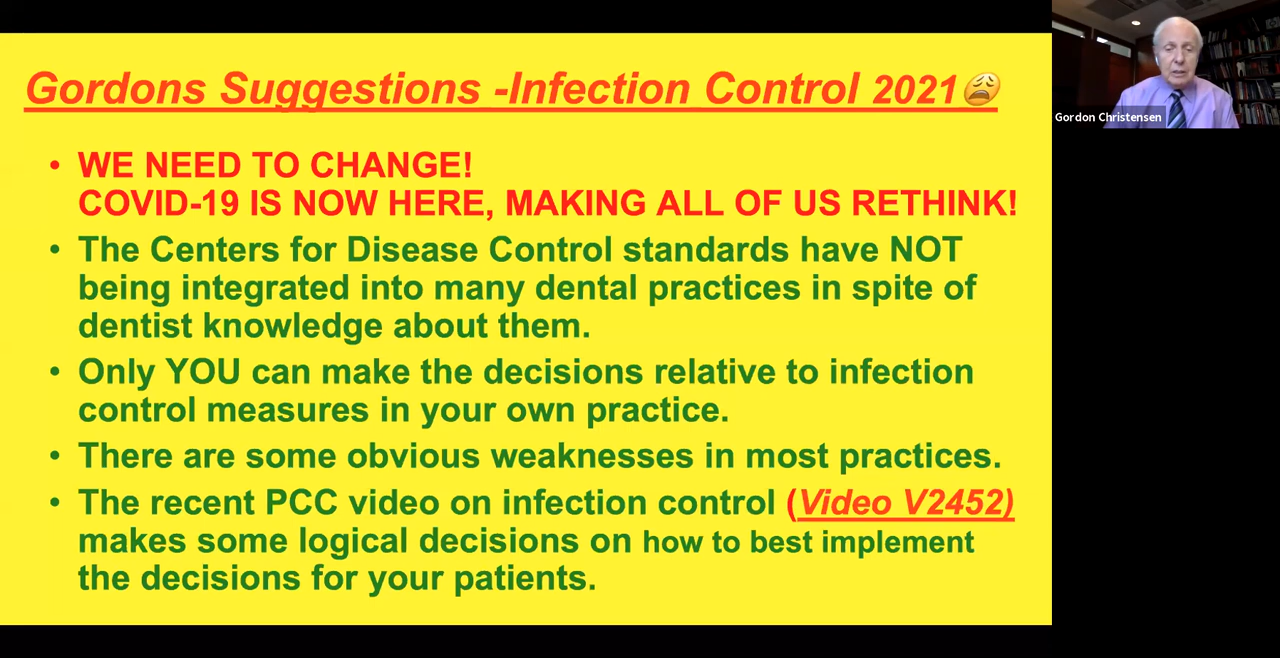 Gordons Suggestions -Infection Control 2021😩
• WE NEED TO CHANGE!
COVID-19 IS NOW HERE, MAKING ALL OF US RETHINK!
• The Centers for Disease Control standards have NOT
being integrated into many dental practices in spite of
dentist knowledge about them.
• Only YOU can make the decisions relative to infection
control measures in your own practice.
• There are some obvious weaknesses in most practices.
• The recent PCC video on infection control (Video V2452)
makes some logical decisions on how to best implement
the decisions for your patients.
Gordon Christensen